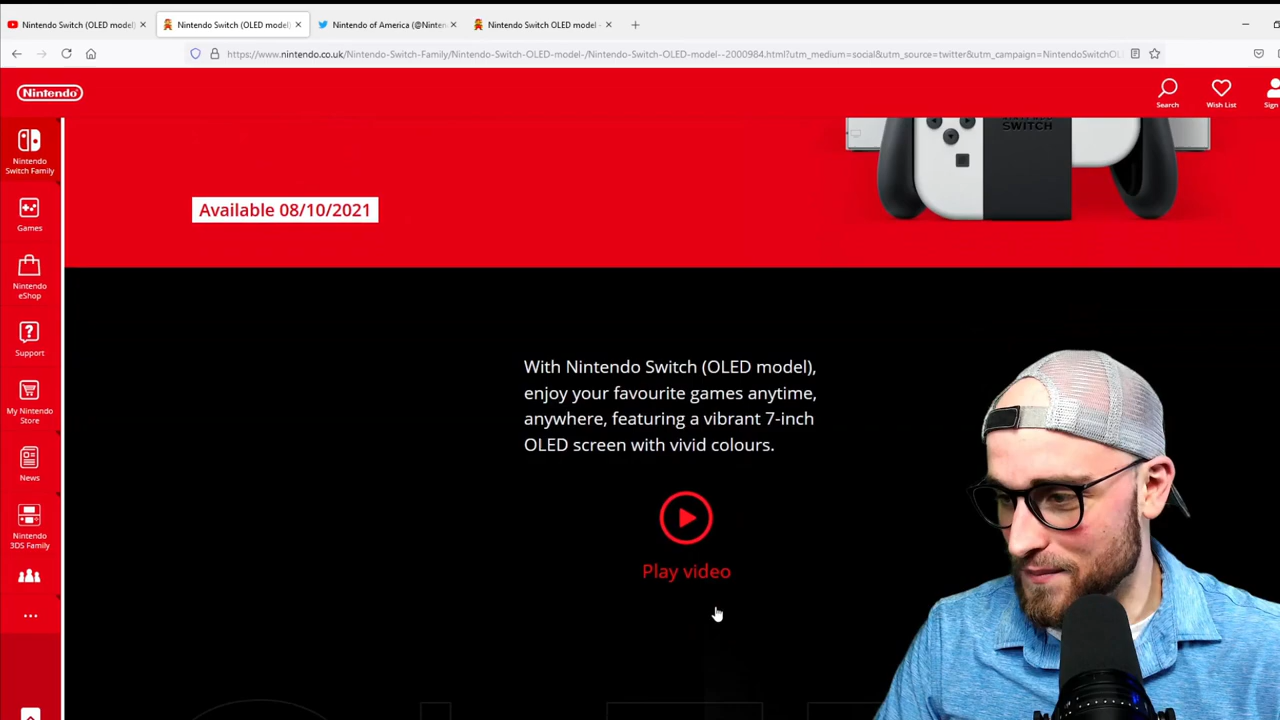 Nintendo Switch (OLED model)
Nintendo Switch (OLED model)
Nintendo of America (@Ninten
Nintendo Switch OLED model -
https://www.nintendo.co.uk/Nintendo-Switch-Family/Nintendo-Switch-OLED-model-/Nintendo-Switch-OLED-model--2000984.html?utm_medium=social&utm_source=twitter&utm_campaign=NintendoSwitchOL
Nintendo
Search
Wish List
Sign
Nintendo
Switch Family
Games
Nintendo
eShop
Support
My Nintendo
Store
News
Nintendo
3DS Family
SWITCH
Available 08/10/2021
With Nintendo Switch (OLED model),
enjoy your favourite games anytime,
anywhere, featuring a vibrant 7-inch
OLED screen with vivid colours.
Play video